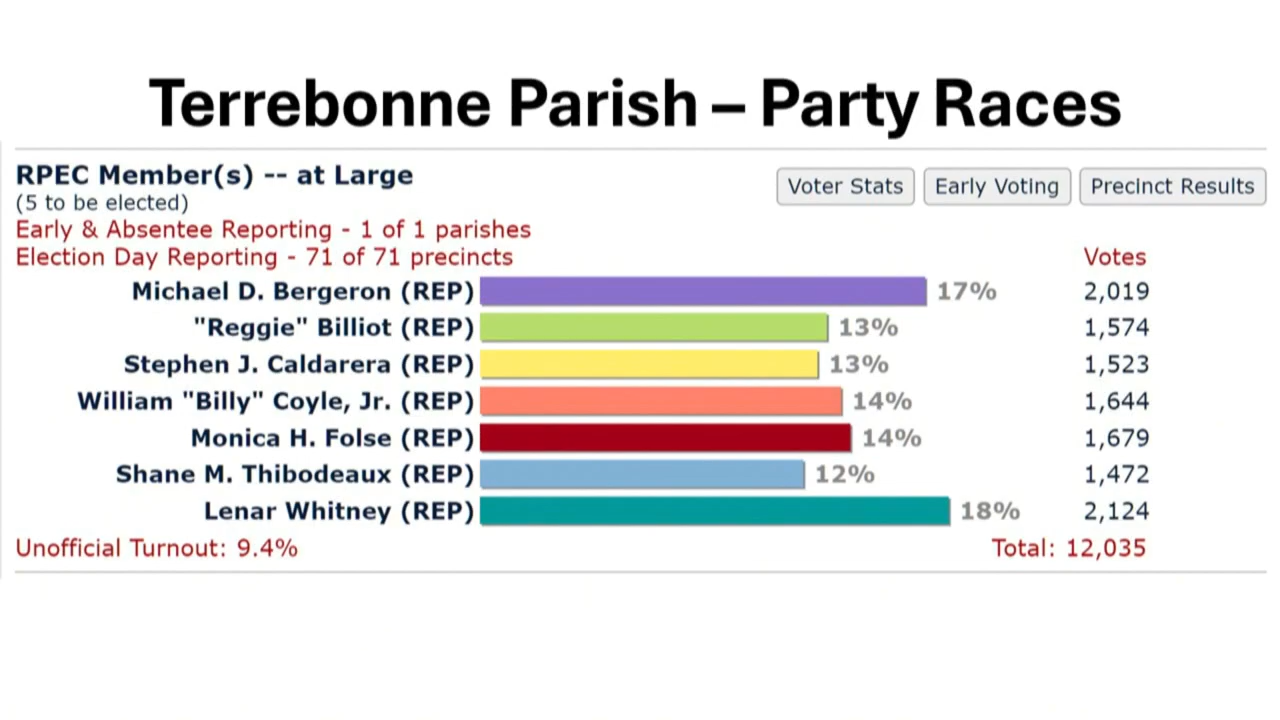 Terrebonne Parish – Party Races
RPEC Member(s) -- at Large
(5 to be elected)
Voter Stats Early Voting Precinct Results
Early & Absentee Reporting - 1 of 1 parishes
Election Day Reporting - 71 of 71 precincts Votes
Michael D. Bergeron (REP) 17% 2,019
"Reggie" Billiot (REP) 13% 1,574
Stephen J. Caldarera (REP) 13% 1,523
William "Billy" Coyle, Jr. (REP) 14% 1,644
Monica H. Folse (REP) 14% 1,679
Shane M. Thibodeaux (REP) 12% 1,472
Lenar Whitney (REP) 18% 2,124
Unofficial Turnout: 9.4% Total: 12,035